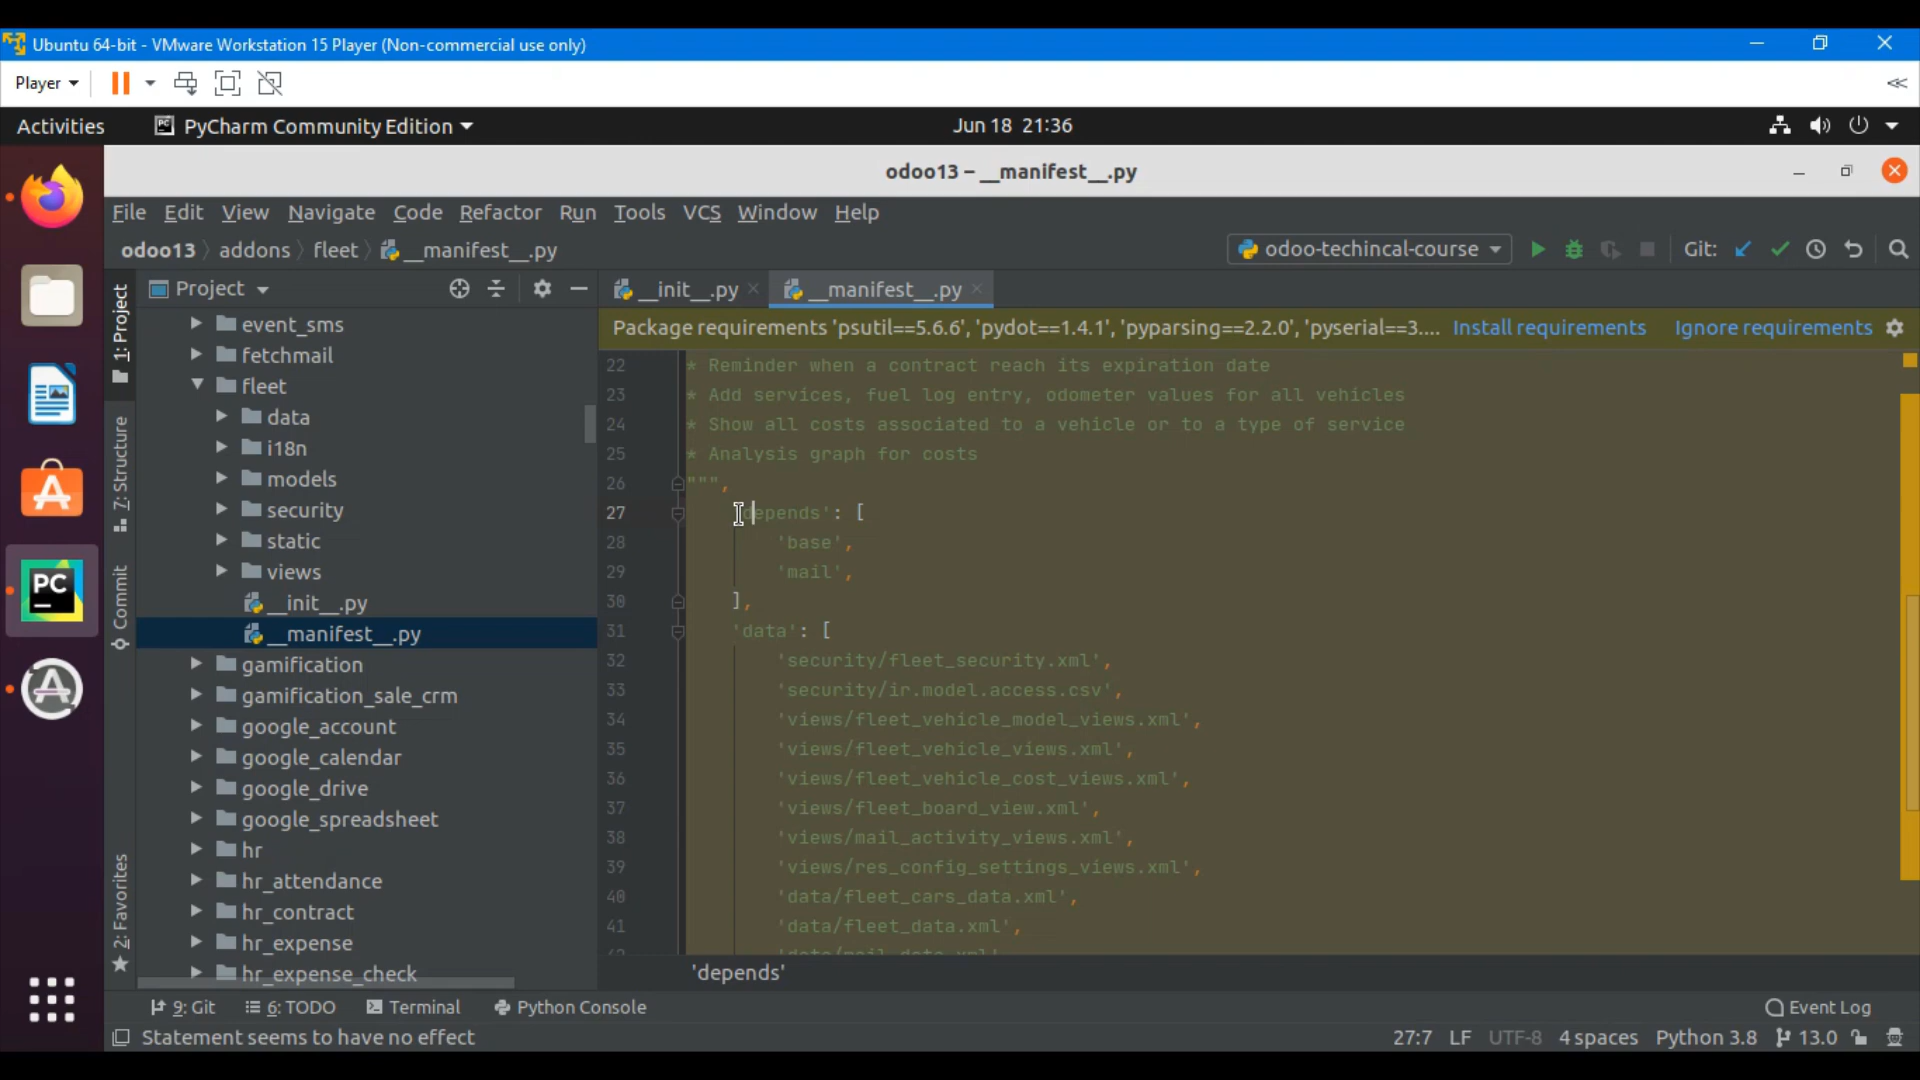 Ubuntu 64-bit - VMware Workstation 15 Player (Non-commercial use only)
Player
Activities
PyCharm Community Edition
Jun 18 21:36
odoo13 – __manifest__.py
File Edit View Navigate Code Refactor Run Tools VCS Window Help
odoo13 addons fleet __manifest__.py
odoo-techincal-course
Git:
1: Project
7: Structure
Commit
2: Favorites
Project
event_sms
fetchmail
fleet
data
i18n
models
security
static
views
__init__.py
__manifest__.py
gamification
gamification_sale_crm
google_account
google_calendar
google_drive
google_spreadsheet
hr
hr_attendance
hr_contract
hr_expense
hr_expense_check
__init__.py
__manifest__.py
Package requirements 'psutil==5.6.6', 'pydot==1.4.1', 'pyparsing==2.2.0', 'pyserial==3.... Install requirements Ignore requirements
22 * Reminder when a contract reach its expiration date
23 * Add services, fuel log entry, odometer values for all vehicles
24 * Show all costs associated to a vehicle or to a type of service
25 * Analysis graph for costs
26 """,
27 'depends': [
28 'base',
29 'mail',
30 ],
31 'data': [
32 'security/fleet_security.xml',
33 'security/ir.model.access.csv',
34 'views/fleet_vehicle_model_views.xml',
35 'views/fleet_vehicle_views.xml',
36 'views/fleet_vehicle_cost_views.xml',
37 'views/fleet_board_view.xml',
38 'views/mail_activity_views.xml',
39 'views/res_config_settings_views.xml',
40 'data/fleet_cars_data.xml',
41 'data/fleet_data.xml',
'depends'
9: Git
6: TODO
Terminal
Python Console
Event Log
Statement seems to have no effect
27:7 LF UTF-8 4 spaces Python 3.8 13.0